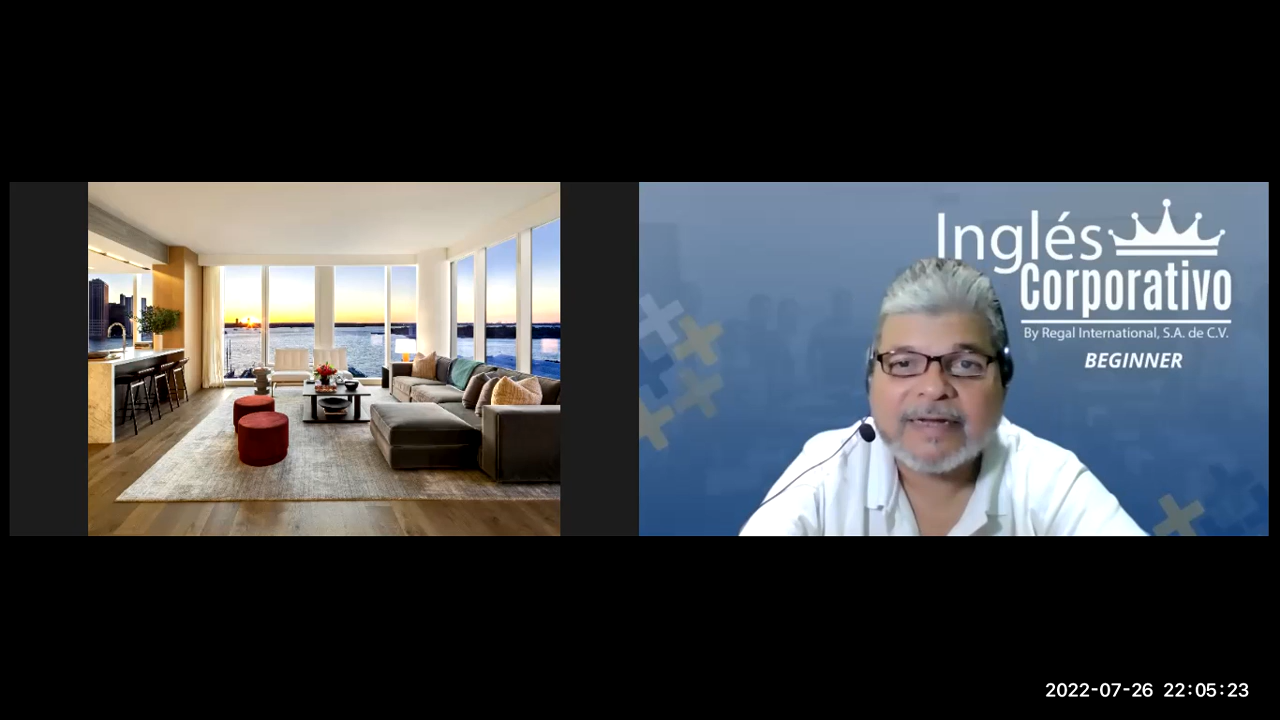 Inglés
Corporativo
By Regal International, S.A. de C.V.
BEGINNER
2022-07-26 22:05:23